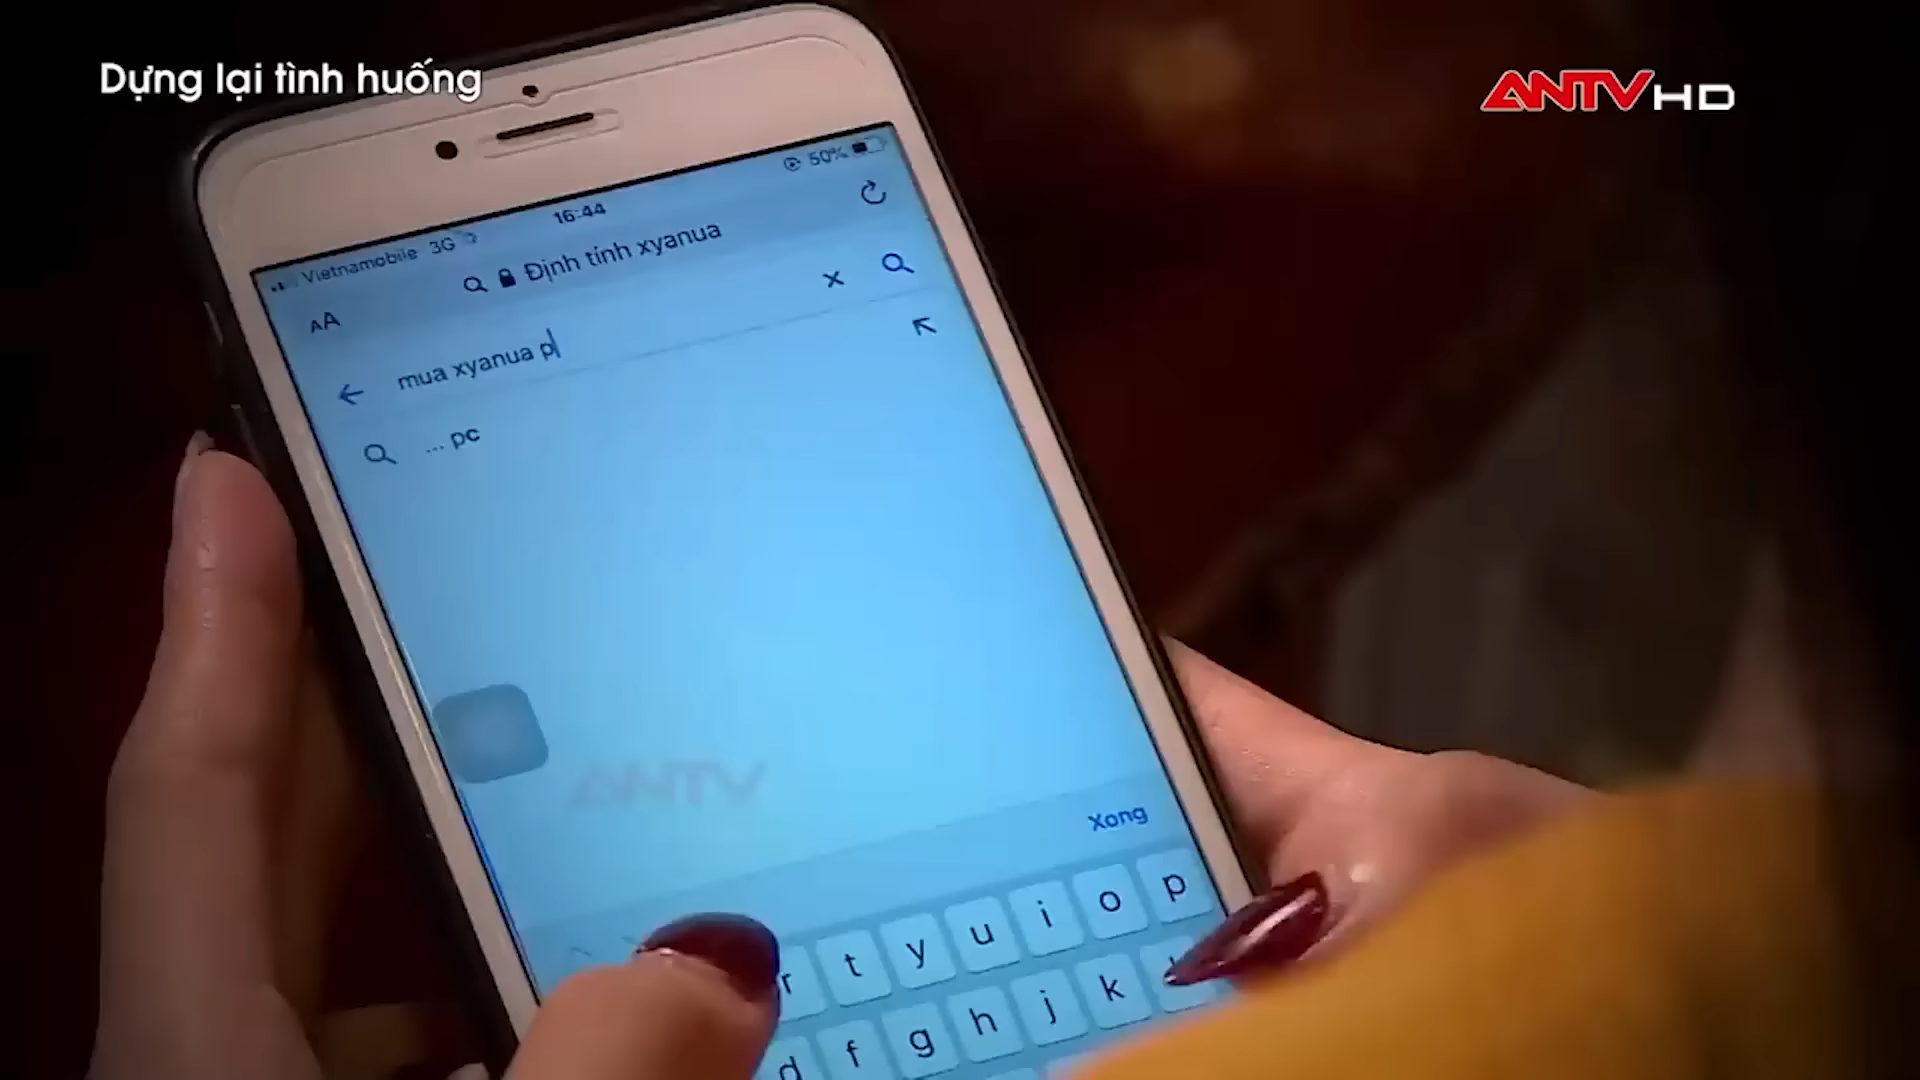 Dựng lại tình huống
ANTV HD
Vietnamobile 3G 16:44 50%
AA Định tính xyanua
mua xyanua p
... pc
ANTV
Xong
r t y u i o p
d f g h j k